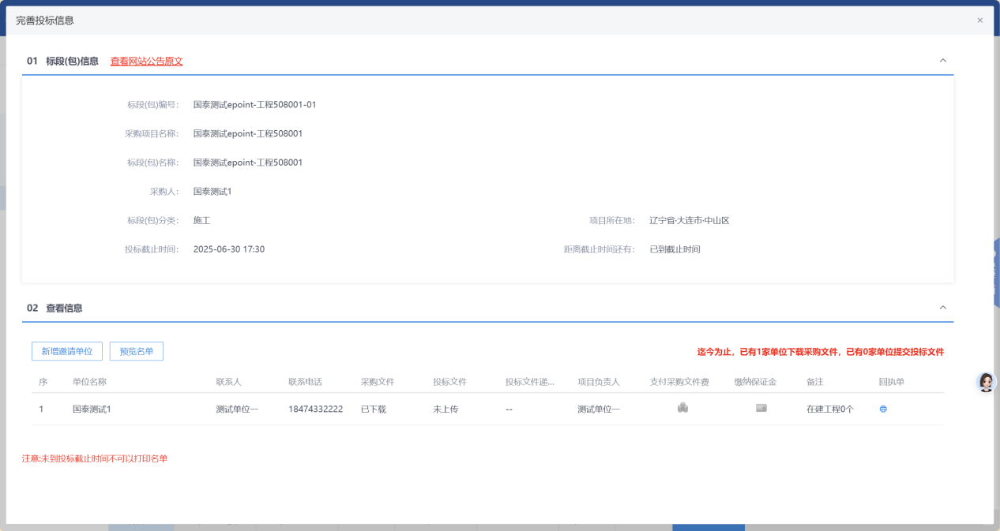 完善投标信息
01 标段(包)信息 查看网站公告原文
标段(包)编号： 国泰测试epoint-工程508001-01
采购项目名称： 国泰测试epoint-工程508001
标段(包)名称： 国泰测试epoint-工程508001
采购人： 国泰测试1
标段(包)分类： 施工 项目所在地： 辽宁省·大连市·中山区
投标截止时间： 2025-06-30 17:30 距离截止时间还有： 已到截止时间
02 查看信息
新增邀请单位 预览名单 迄今为止，已有1家单位下载采购文件，已有0家单位提交投标文件
序 单位名称 联系人 联系电话 采购文件 投标文件 投标文件递... 项目负责人 支付采购文件费 缴纳保证金 备注 回执单
1 国泰测试1 测试单位一 18474332222 已下载 未上传 -- 测试单位一 在建工程0个
注意:未到投标截止时间不可以打印名单